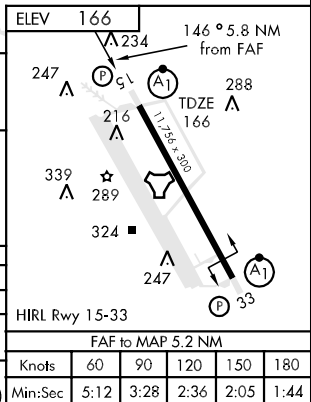 ELEV 166
234
146° 5.8 NM
from FAF
247
P
15
A1
288
TDZE
166
216
11,756 x 300
339
289
324
247
A1
P
33
HIRL Rwy 15-33
FAF to MAP 5.2 NM
Knots 60 90 120 150 180
Min:Sec 5:12 3:28 2:36 2:05 1:44